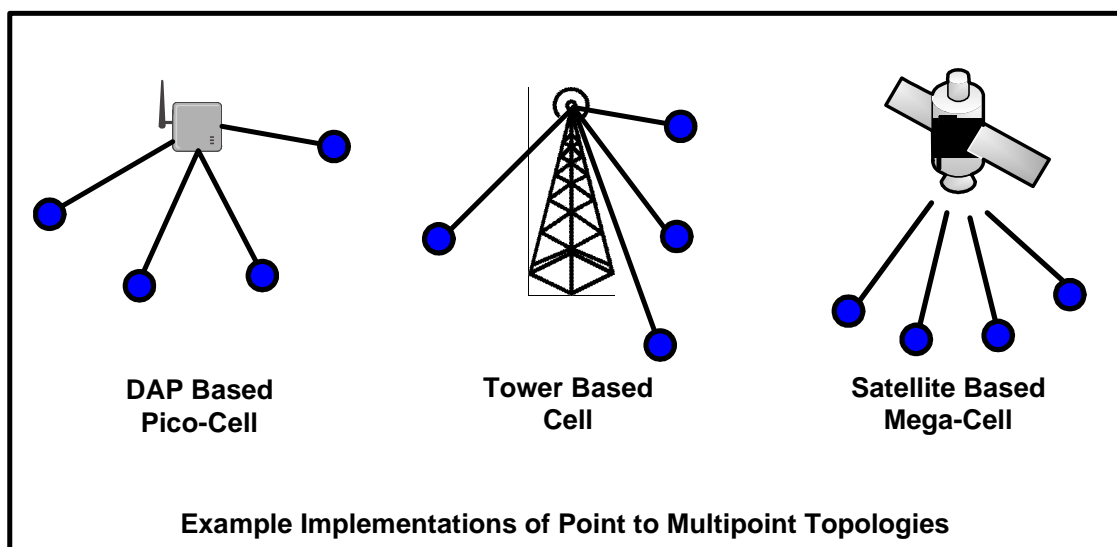 DAP Based
Pico-Cell
Tower Based
Cell
Satellite Based
Mega-Cell
Example Implementations of Point to Multipoint Topologies